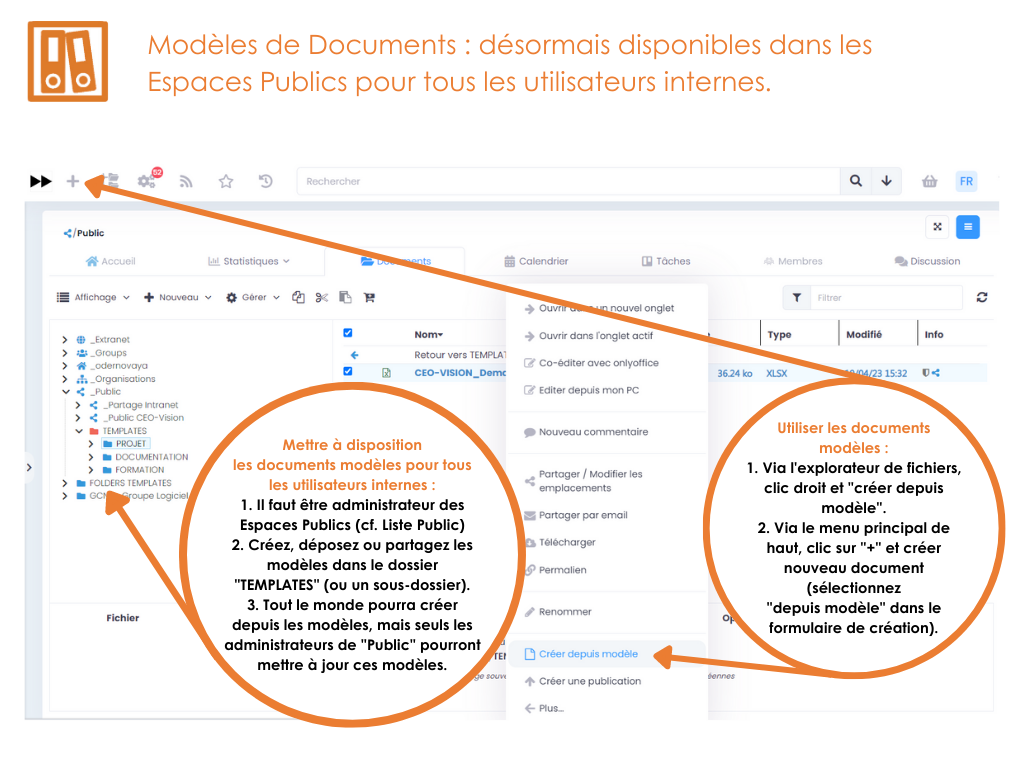 Modèles de Documents : désormais disponibles dans les
Espaces Publics pour tous les utilisateurs internes.
52
Rechercher
FR
/Public
Accueil
Statistiques
Documents
Calendrier
Tâches
Membres
Discussion
Affichage
Nouveau
Gérer
Filtrer
_Extranet
_Groups
_odernovaya
_Organisations
_Public
_Partage Intranet
_Public CEO-Vision
TEMPLATES
PROJET
DOCUMENTATION
FORMATION
FOLDERS TEMPLATES
Groupe Logiciel
Nom
Type
Modifié
Info
Retour vers TEMPLAT
CEO-VISION_Demo
36.24 ko
XLSX
/04/23 15:32
Ouvrir dans un nouvel onglet
Ouvrir dans l'onglet actif
Co-éditer avec onlyoffice
Editer depuis mon PC
Nouveau commentaire
Partager / Modifier les
emplacements
Partager par email
Télécharger
Permalien
Renommer
Créer depuis modèle
Créer une publication
Plus...
Fichier
Mettre à disposition
les documents modèles pour tous
les utilisateurs internes :
1. Il faut être administrateur des
Espaces Publics (cf. Liste Public)
2. Créez, déposez ou partagez les
modèles dans le dossier
"TEMPLATES" (ou un sous-dossier).
3. Tout le monde pourra créer
depuis les modèles, mais seuls les
administrateurs de "Public" pourront
mettre à jour ces modèles.
Utiliser les documents
modèles :
1. Via l'explorateur de fichiers,
clic droit et "créer depuis
modèle".
2. Via le menu principal de
haut, clic sur "+" et créer
nouveau document
(sélectionnez
"depuis modèle" dans le
formulaire de création).